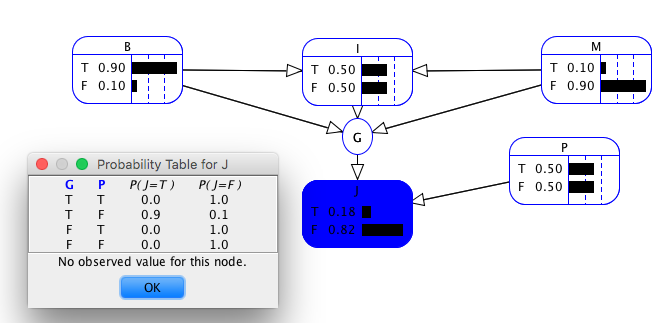 B
T 0.90
F 0.10
I
T 0.50
F 0.50
M
T 0.10
F 0.90
G
P
T 0.50
F 0.50
J
T 0.18
F 0.82
Probability Table for J
G P P(J=T) P(J=F)
T T 0.0 1.0
T F 0.9 0.1
F T 0.0 1.0
F F 0.0 1.0
No observed value for this node.
OK